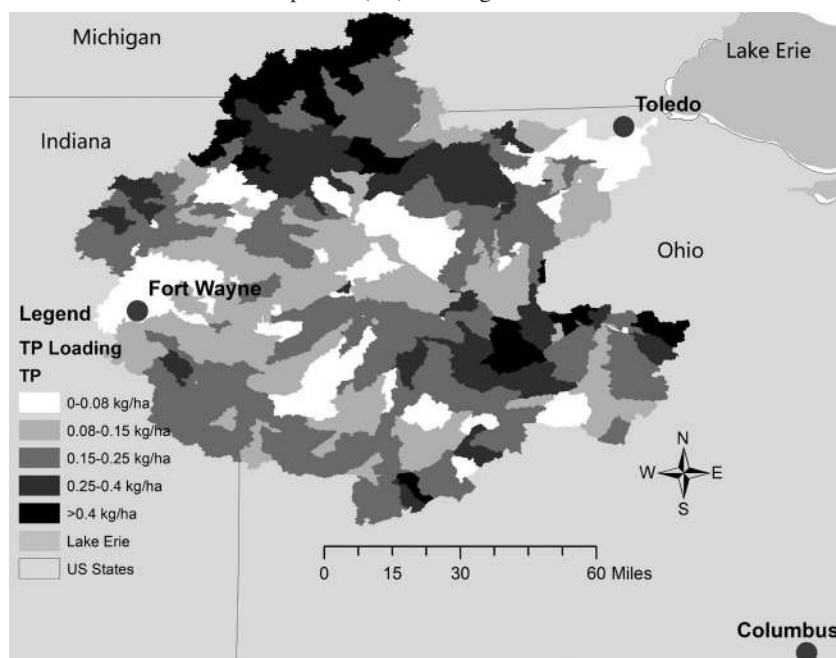 Michigan
Lake Erie
Toledo
Indiana
Ohio
Fort Wayne
Legend
TP Loading
TP
0-0.08 kg/ha
0.08-0.15 kg/ha
0.15-0.25 kg/ha
0.25-0.4 kg/ha
>0.4 kg/ha
Lake Erie
US States
N
W E
S
0 15 30 60 Miles
Columbus